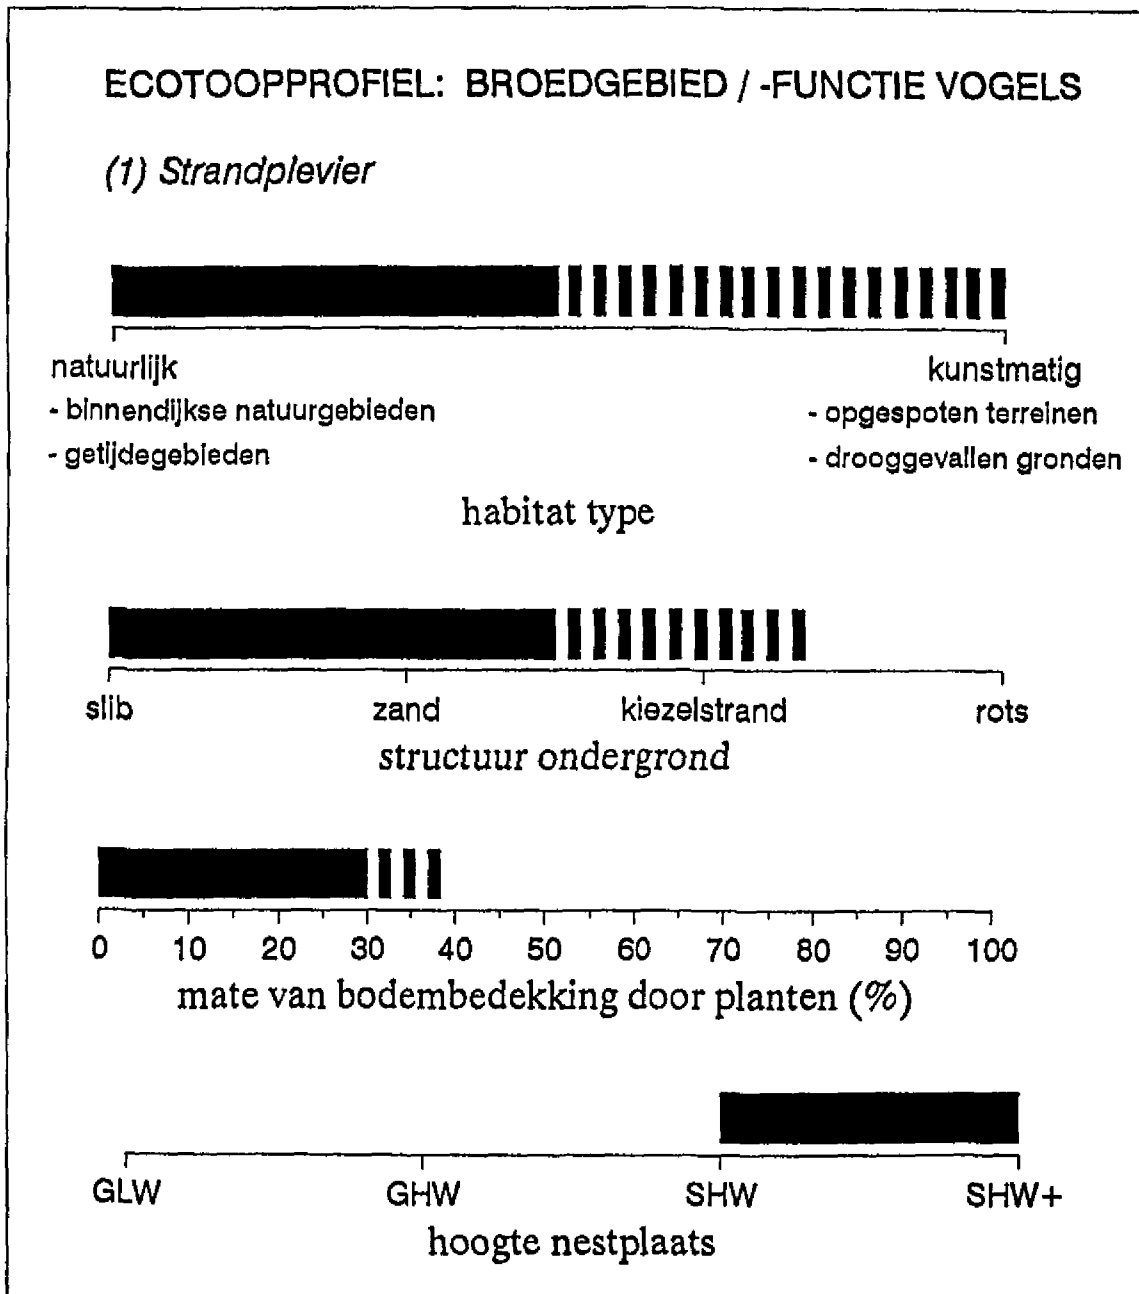 ECOTOOPPROFIEL: BROEDGEBIED / -FUNCTIE VOGELS
(1) Strandplevier
natuurlijk kunstmatig
- binnendijkse natuurgebieden - opgespoten terreinen
- getijdegebieden - drooggevallen gronden
habitat type
slib zand kiezelstrand rots
structuur ondergrond
0 10 20 30 40 50 60 70 80 90 100
mate van bodembedekking door planten (%)
GLW GHW SHW SHW+
hoogte nestplaats